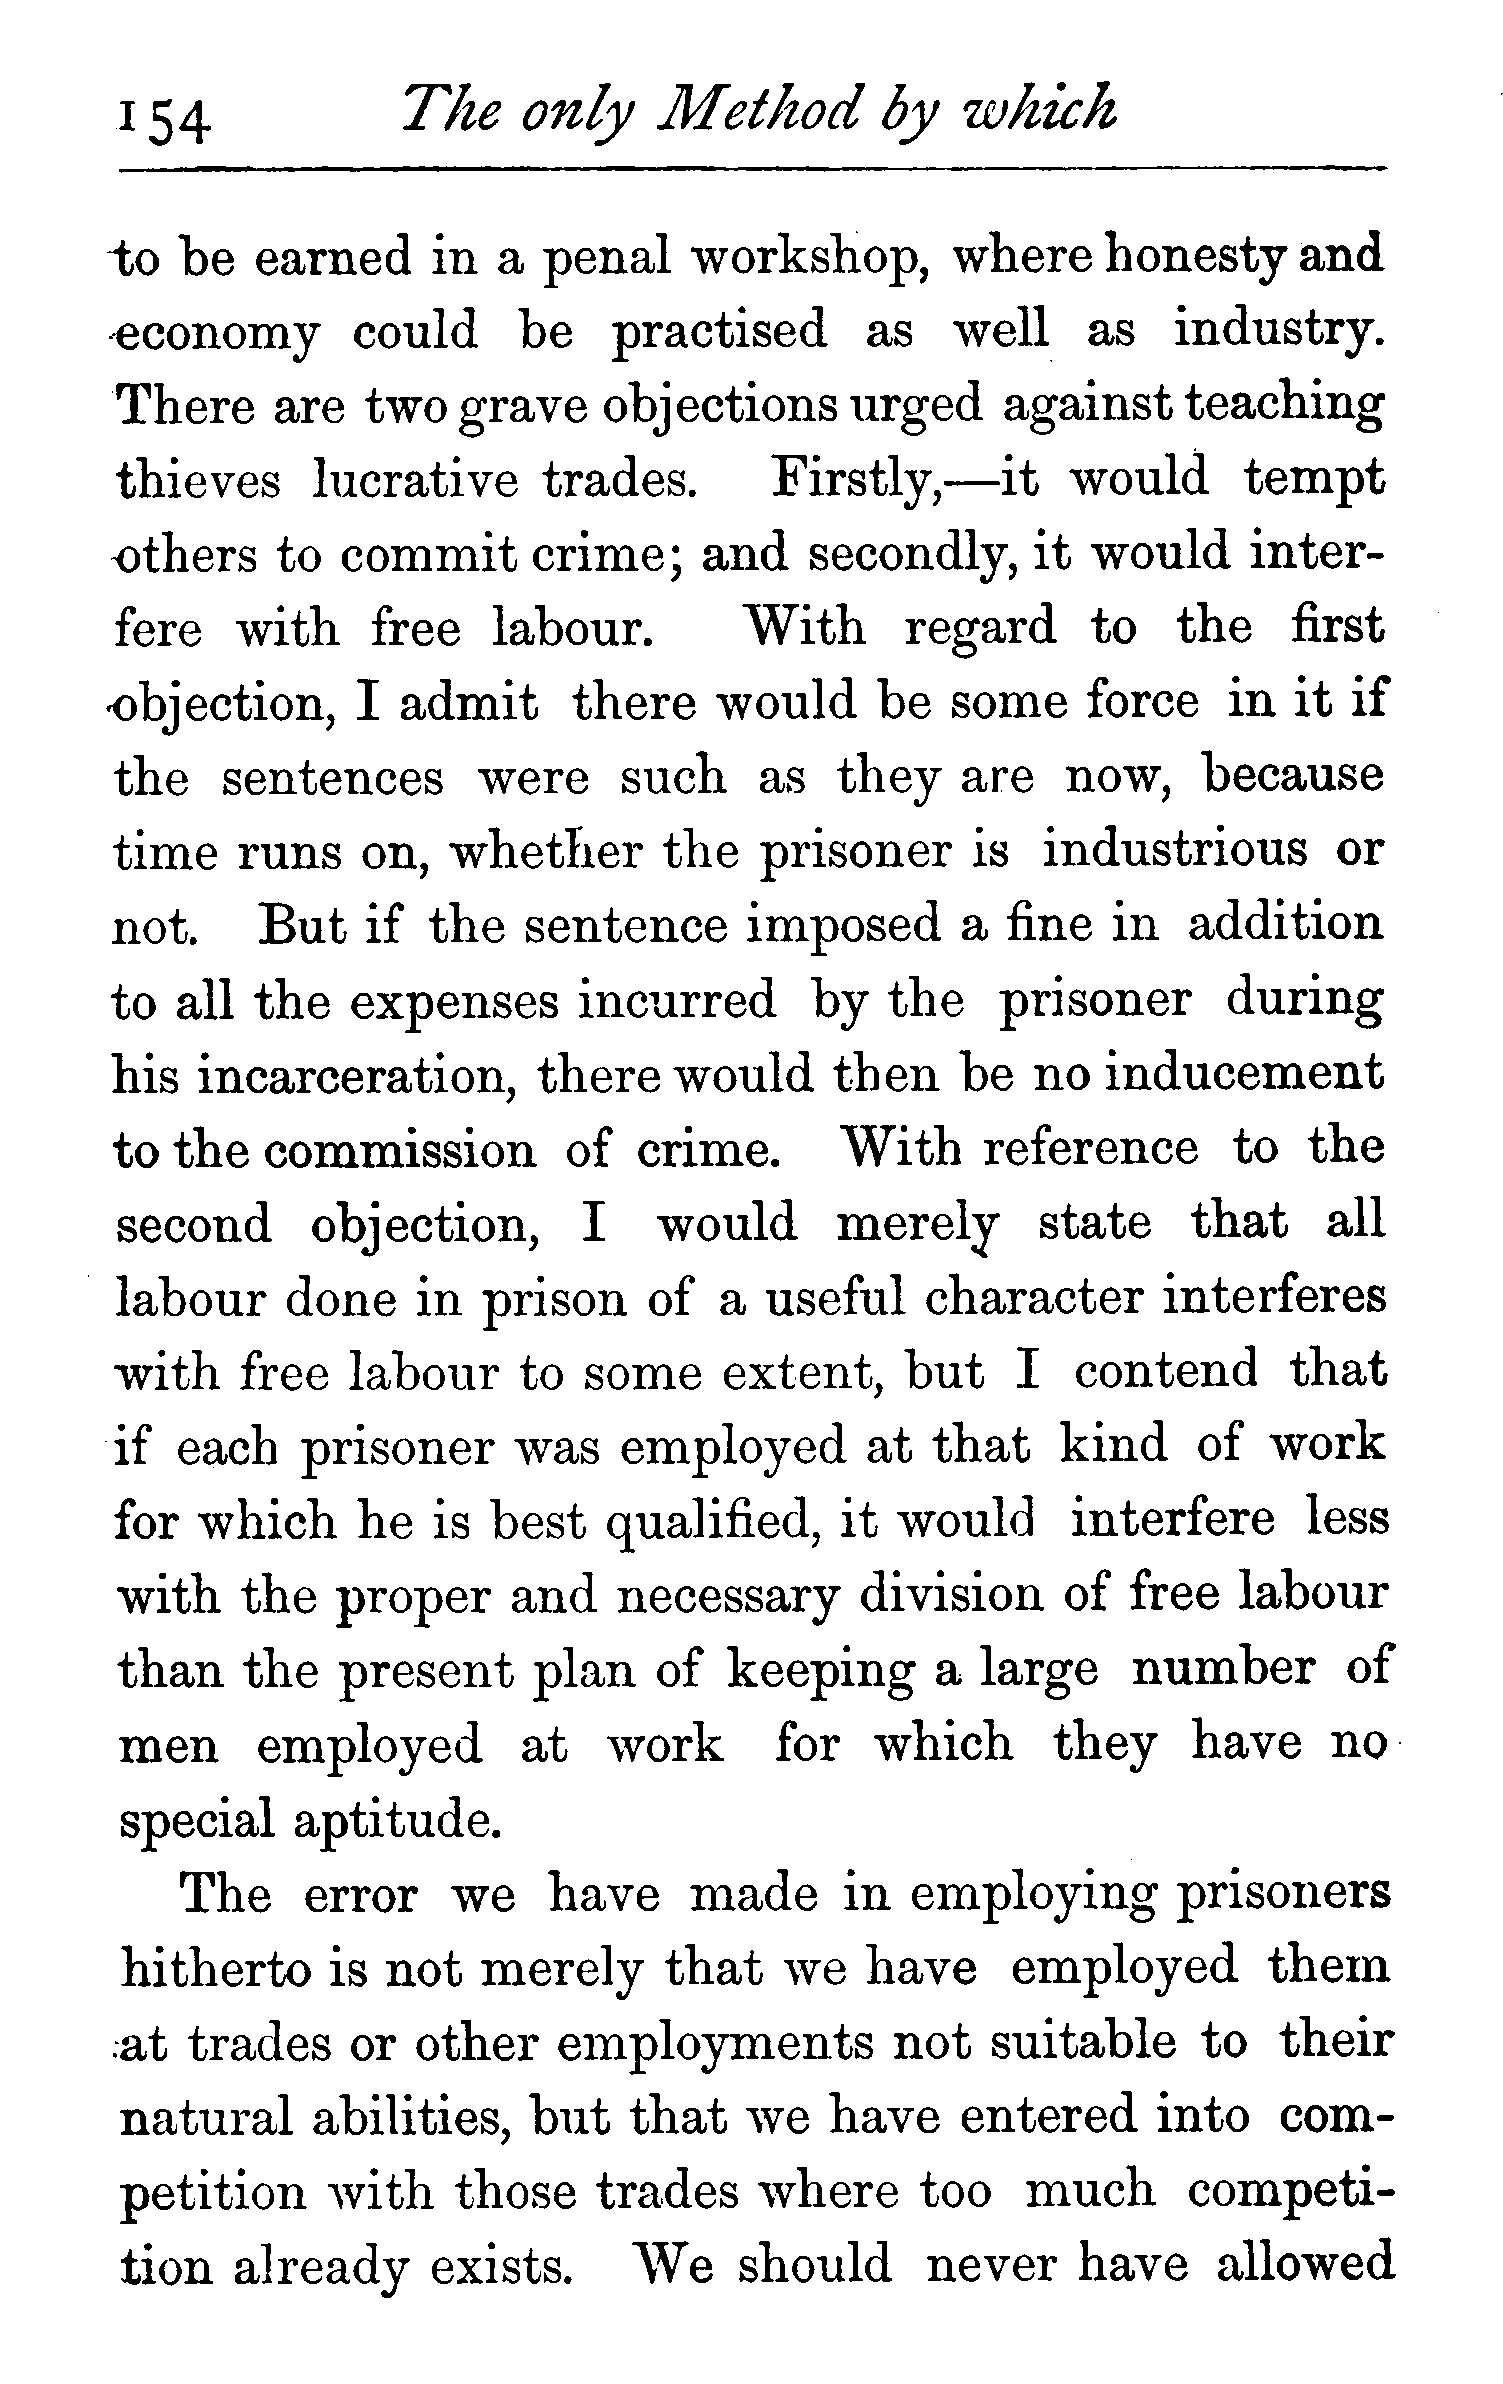 154 The only Method by which
to be earned in a penal workshop, where honesty and
economy could be practised as well as industry.
There are two grave objections urged against teaching
thieves lucrative trades. Firstly,—it would tempt
others to commit crime; and secondly, it would inter-
fere with free labour. With regard to the first
objection, I admit there would be some force in it if
the sentences were such as they are now, because
time runs on, whether the prisoner is industrious or
not. But if the sentence imposed a fine in addition
to all the expenses incurred by the prisoner during
his incarceration, there would then be no inducement
to the commission of crime. With reference to the
second objection, I would merely state that all
labour done in prison of a useful character interferes
with free labour to some extent, but I contend that
if each prisoner was employed at that kind of work
for which he is best qualified, it would interfere less
with the proper and necessary division of free labour
than the present plan of keeping a large number of
men employed at work for which they have no
special aptitude.
The error we have made in employing prisoners
hitherto is not merely that we have employed them
at trades or other employments not suitable to their
natural abilities, but that we have entered into com-
petition with those trades where too much competi-
tion already exists. We should never have allowed